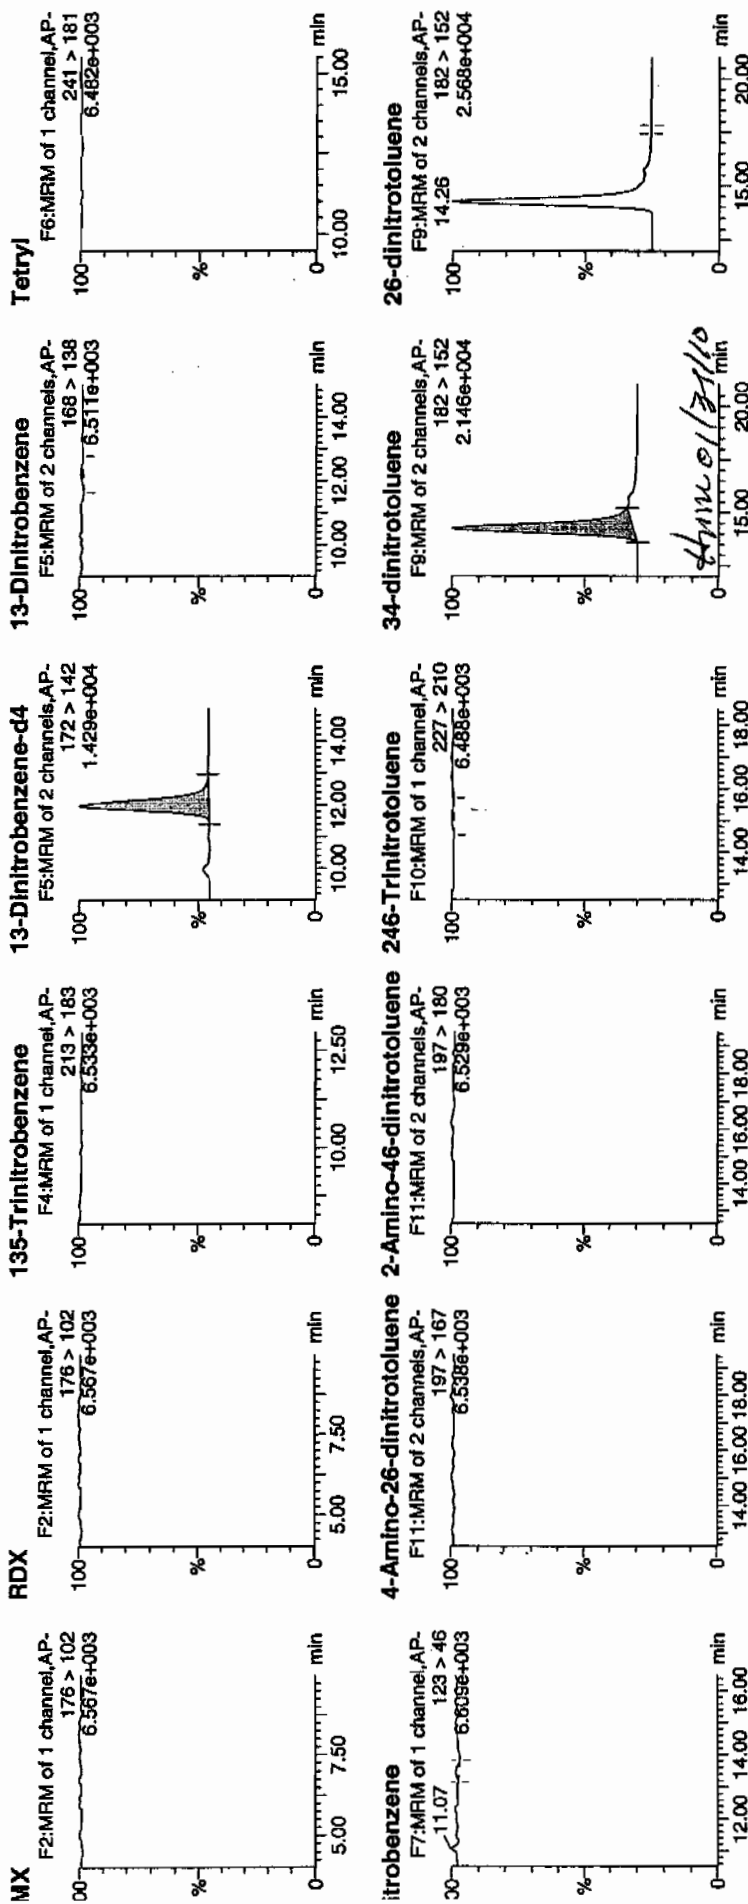 MX
F2:MRM of 1 channel,AP-
176 > 102
6.567e+003
00
%
0
5.00 7.50 min
RDX
F2:MRM of 1 channel,AP-
176 > 102
6.567e+003
100
%
0
5.00 7.50 min
135-Trinitrobenzene
F4:MRM of 1 channel,AP-
213 > 183
6.533e+003
100
%
0
10.00 12.50 min
13-Dinitrobenzene-d4
F5:MRM of 2 channels,AP-
172 > 142
1.429e+004
100
%
0
10.00 12.00 14.00 min
13-Dinitrobenzene
F5:MRM of 2 channels,AP-
168 > 138
6.511e+003
100
%
0
10.00 12.00 14.00 min
Tetryl
F6:MRM of 1 channel,AP-
241 > 181
6.482e+003
100
%
0
10.00 15.00 min
itrobenzene
F7:MRM of 1 channel,AP-
11.07 123 > 46
6.609e+003
00
%
0
12.00 14.00 16.00 min
4-Amino-26-dinitrotoluene
F11:MRM of 2 channels,AP-
197 > 167
6.538e+003
100
%
0
14.00 16.00 18.00 min
2-Amino-46-dinitrotoluene
F11:MRM of 2 channels,AP-
197 > 180
6.529e+003
100
%
0
14.00 16.00 18.00 min
246-Trinitrotoluene
F10:MRM of 1 channel,AP-
227 > 210
6.488e+003
100
%
0
14.00 16.00 18.00 min
34-dinitrotoluene
F9:MRM of 2 channels,AP-
182 > 152
2.146e+004
100
%
0
15.00 20.00 min
26-dinitrotoluene
F9:MRM of 2 channels,AP-
14.26 182 > 152
2.568e+004
100
%
0
15.00 20.00 min